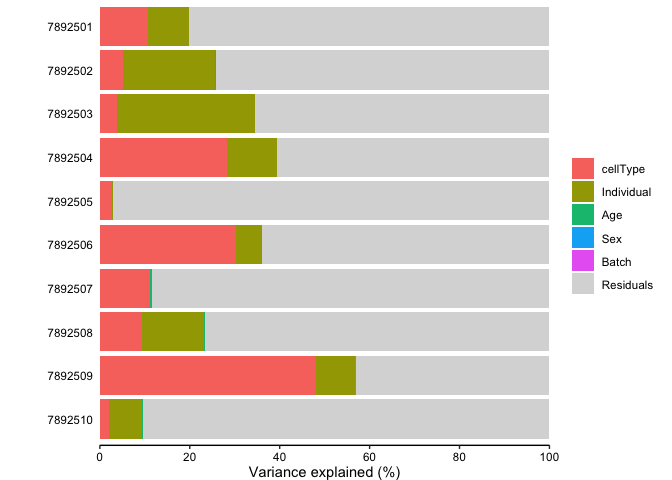 7892501
7892502
7892503
7892504
7892505
7892506
7892507
7892508
7892509
7892510
0 20 40 60 80 100
Variance explained (%)
cellType
Individual
Age
Sex
Batch
Residuals